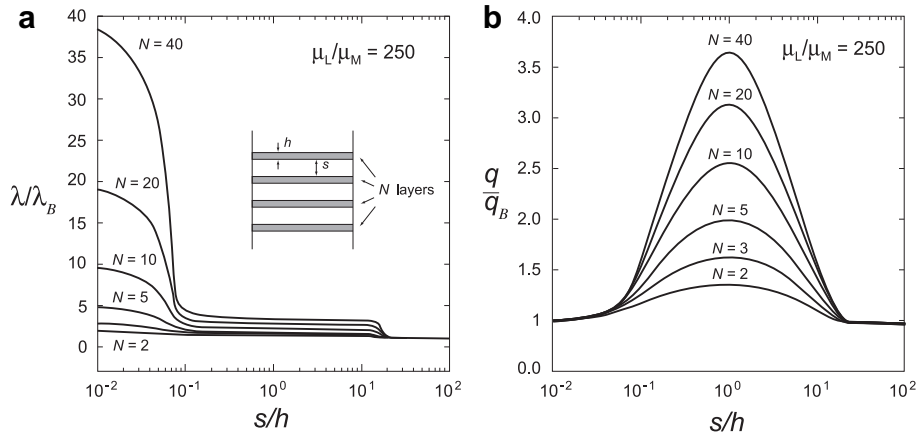 a
μL/μM = 250
N = 40
N = 20
N = 10
N = 5
N = 2
h
s
N layers
λ/λB
40
35
30
25
20
15
10
5
0
10-2
10-1
100
101
102
s/h
b
μL/μM = 250
N = 40
N = 20
N = 10
N = 5
N = 3
N = 2
q
qB
4.0
3.5
3.0
2.5
2.0
1.5
1
0.5
0.0
10-2
10-1
100
101
102
s/h